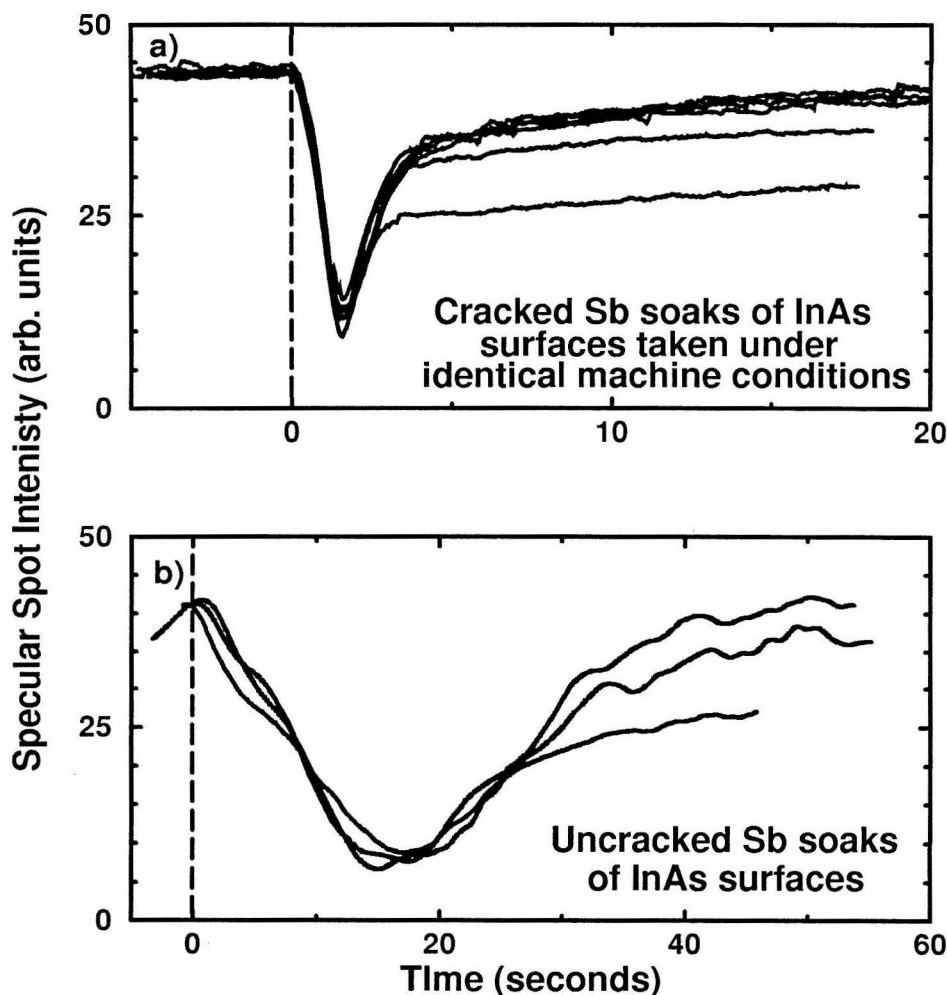 50
a)
25
Cracked Sb soaks of InAs
surfaces taken under
identical machine conditions
0
0
10
20
Specular Spot Intenisty (arb. units)
50
b)
25
Uncracked Sb soaks
of InAs surfaces
0
0
20
40
60
TIme (seconds)